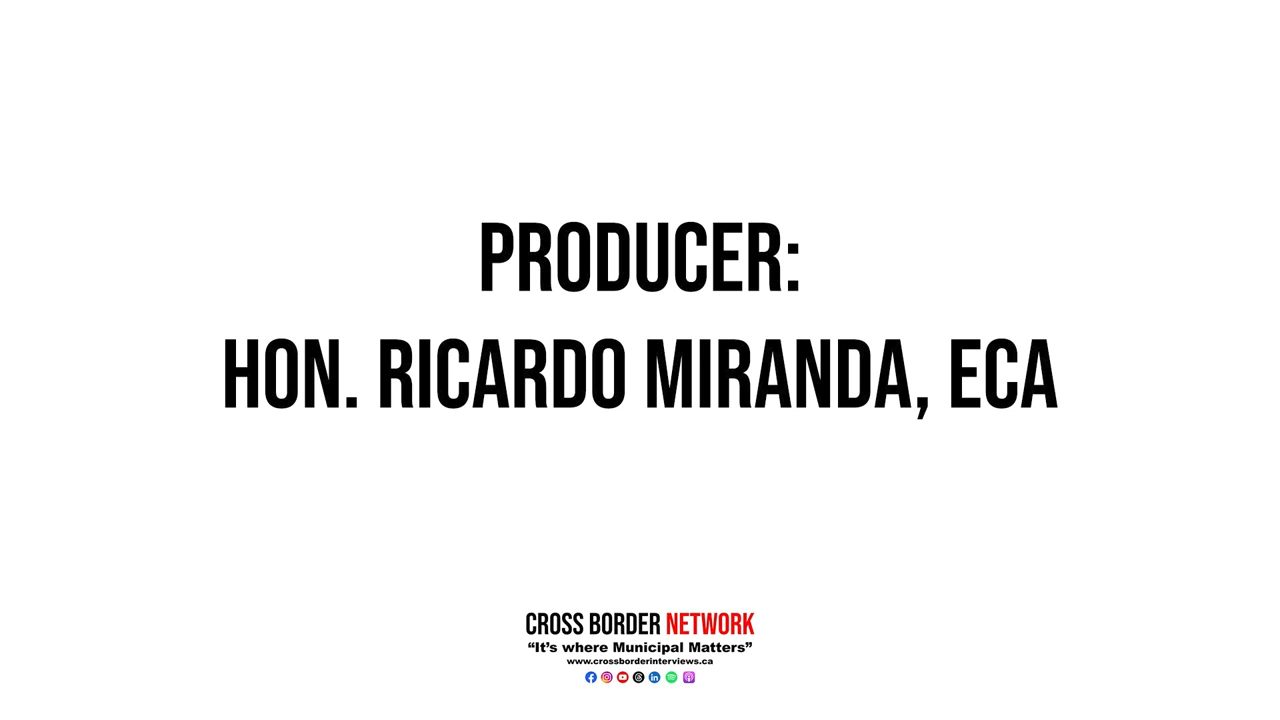 PRODUCER:
HON. RICARDO MIRANDA, ECA
CROSS BORDER NETWORK
“It’s where Municipal Matters”
www.crossborderinterviews.ca